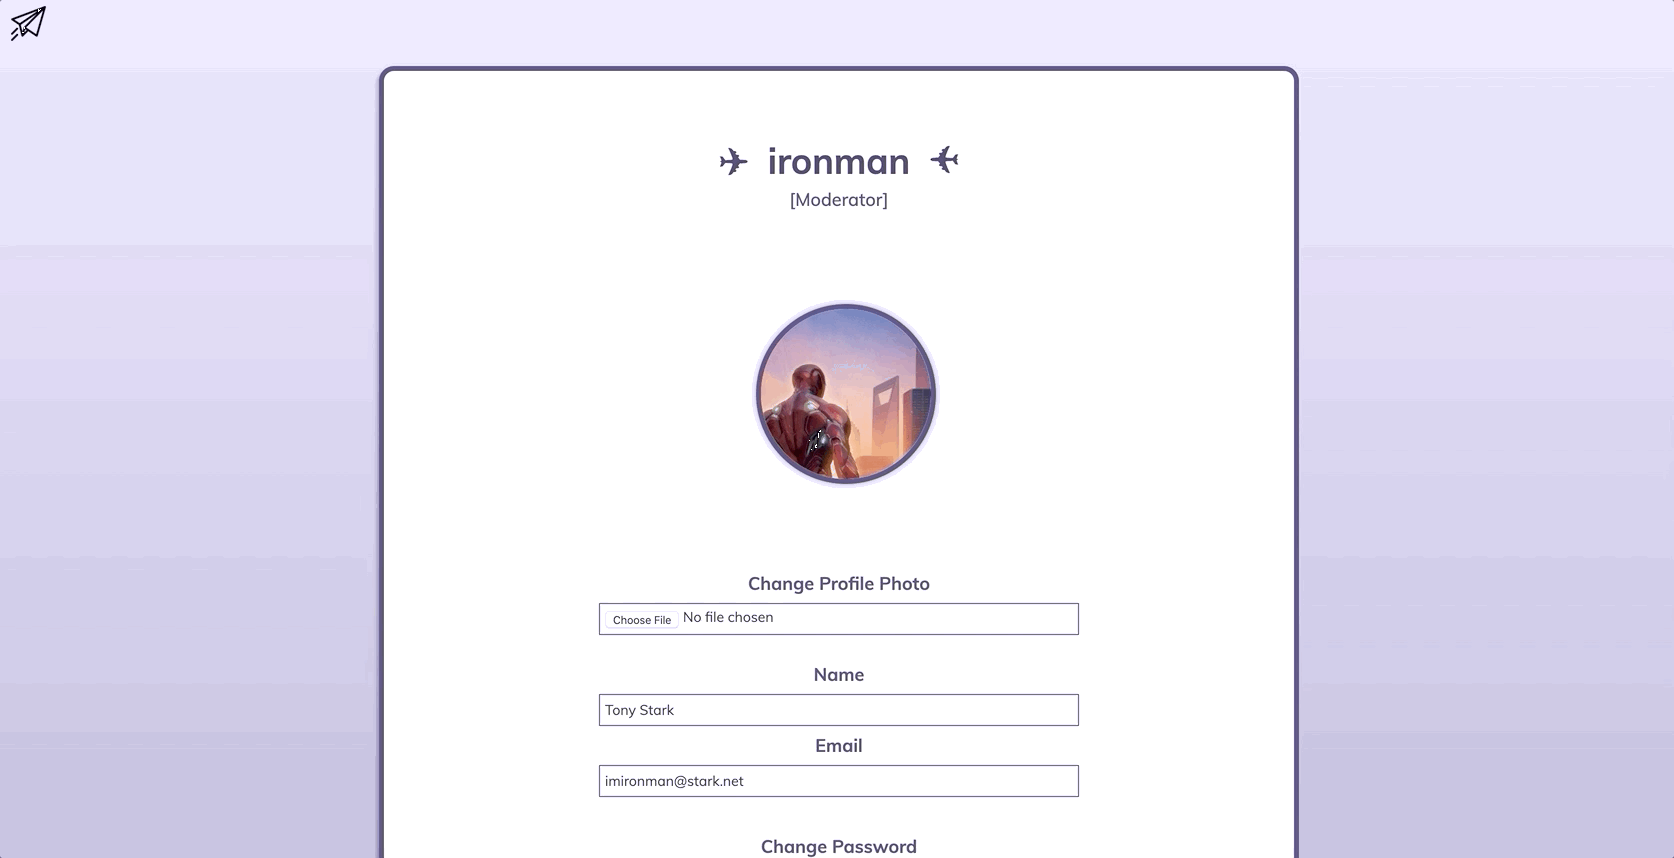 ironman
[Moderator]
Change Profile Photo
Choose File No file chosen
Name
Tony Stark
Email
imironman@stark.net
Change Password